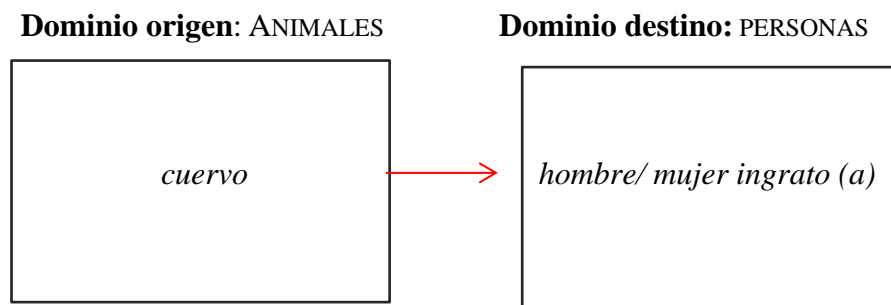 Dominio origen: ANIMALES
Dominio destino: PERSONAS
cuervo
hombre/ mujer ingrato (a)